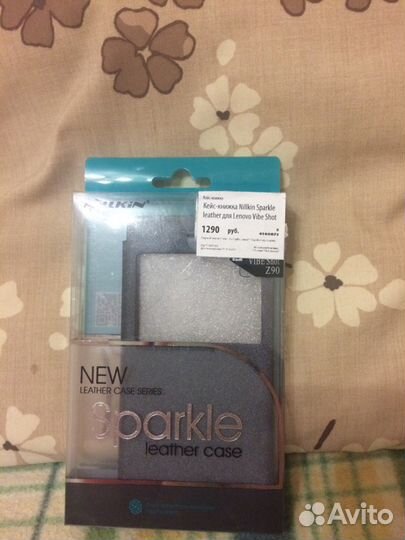 NILLKIN
Кейс-книжка
Кейс-книжка Nillkin Sparkle
leather для Lenovo Vibe Shot
1290 руб.
VIBE Shot
Z90
NEW
LEATHER CASE SERIES
Sparkle
leather case
Avito